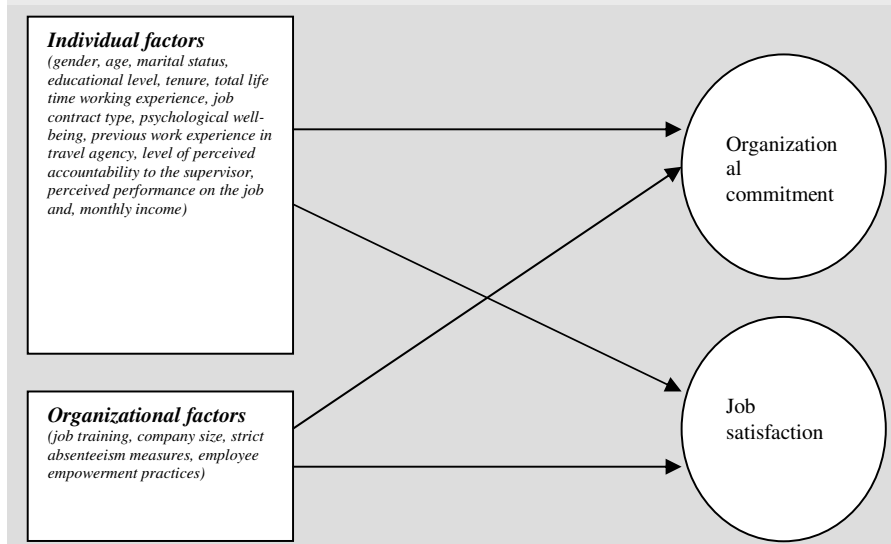 Individual factors
(gender, age, marital status,
educational level, tenure, total life
time working experience, job
contract type, psychological well-
being, previous work experience in
travel agency, level of perceived
accountability to the supervisor,
perceived performance on the job
and, monthly income)
Organization
al
commitment
Organizational factors
(job training, company size, strict
absenteeism measures, employee
empowerment practices)
Job
satisfaction